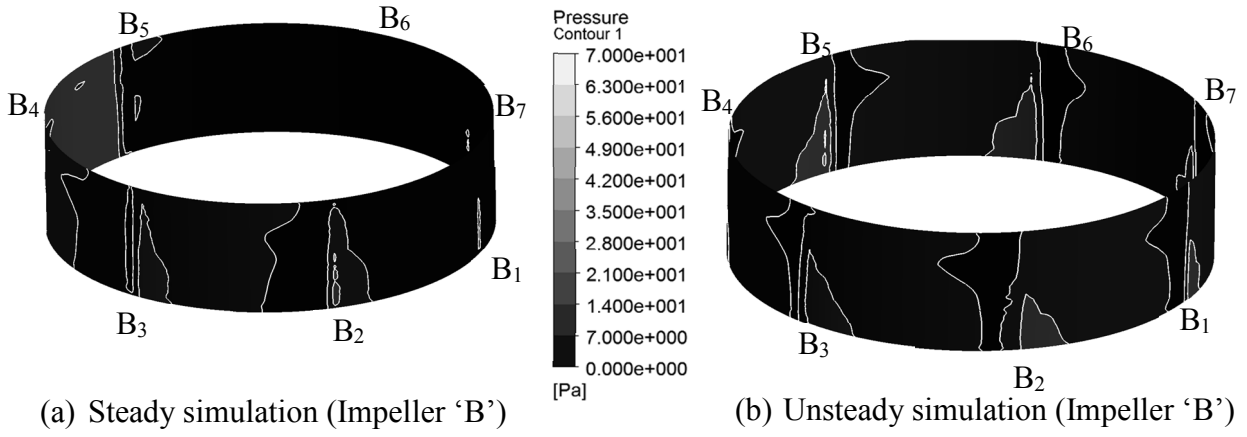 B₅
B₆
B₄
B₇
B₁
B₃
B₂
Pressure
Contour 1
7.000e+001
6.300e+001
5.600e+001
4.900e+001
4.200e+001
3.500e+001
2.800e+001
2.100e+001
1.400e+001
7.000e+000
0.000e+000
[Pa]
B₅
B₆
B₄
B₇
B₃
B₁
B₂
(a) Steady simulation (Impeller ‘B’)
(b) Unsteady simulation (Impeller ‘B’)